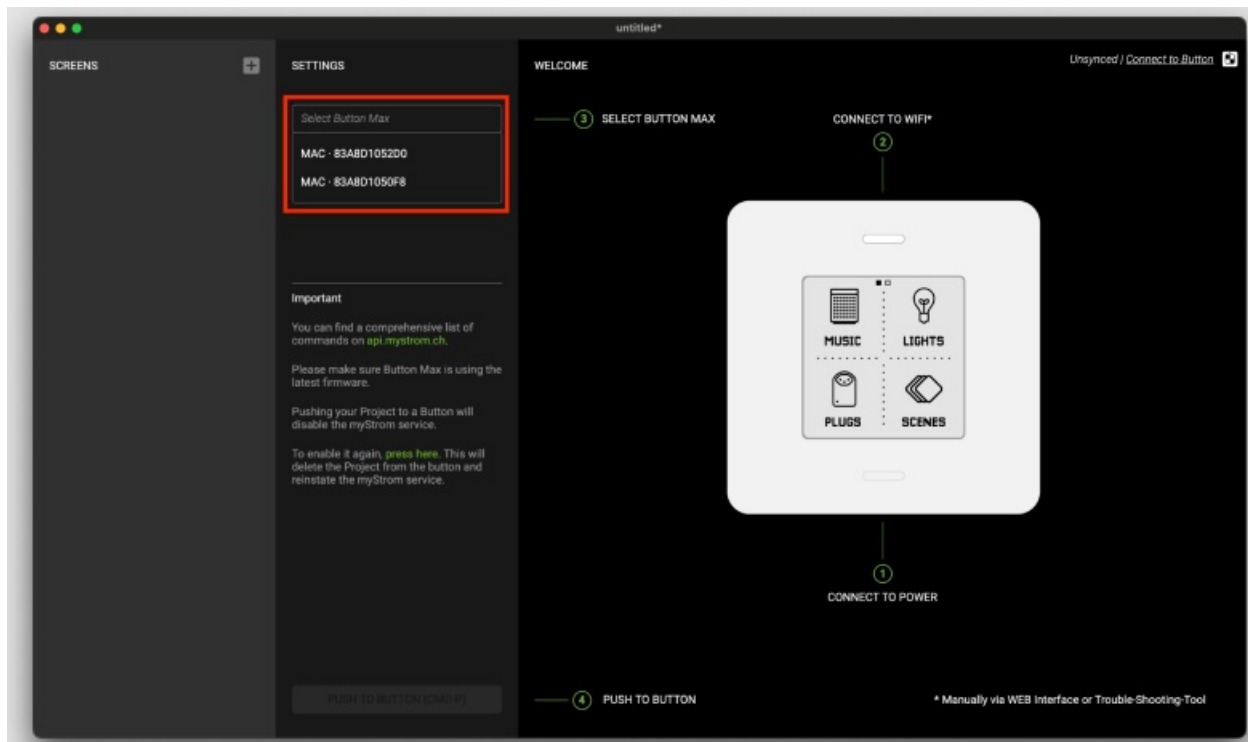 untitled*
SCREENS
SETTINGS
Select Button Max
MAC - 83A8D1052D0
MAC - 83A8D1050F8
Important
You can find a comprehensive list of
commands on api.mystrom.ch.
Please make sure Button Max is using the
latest firmware.
Pushing your Project to a Button will
disable the myStrom service.
To enable it again, press here. This will
delete the Project from the button and
reinstate the myStrom service.
PUSH TO BUTTON (CMD-P)
WELCOME
Unsynced / Connect to Button
3 SELECT BUTTON MAX
CONNECT TO WIFI*
2
MUSIC LIGHTS
PLUGS SCENES
1
CONNECT TO POWER
4 PUSH TO BUTTON
* Manually via WEB Interface or Trouble-Shooting-Tool